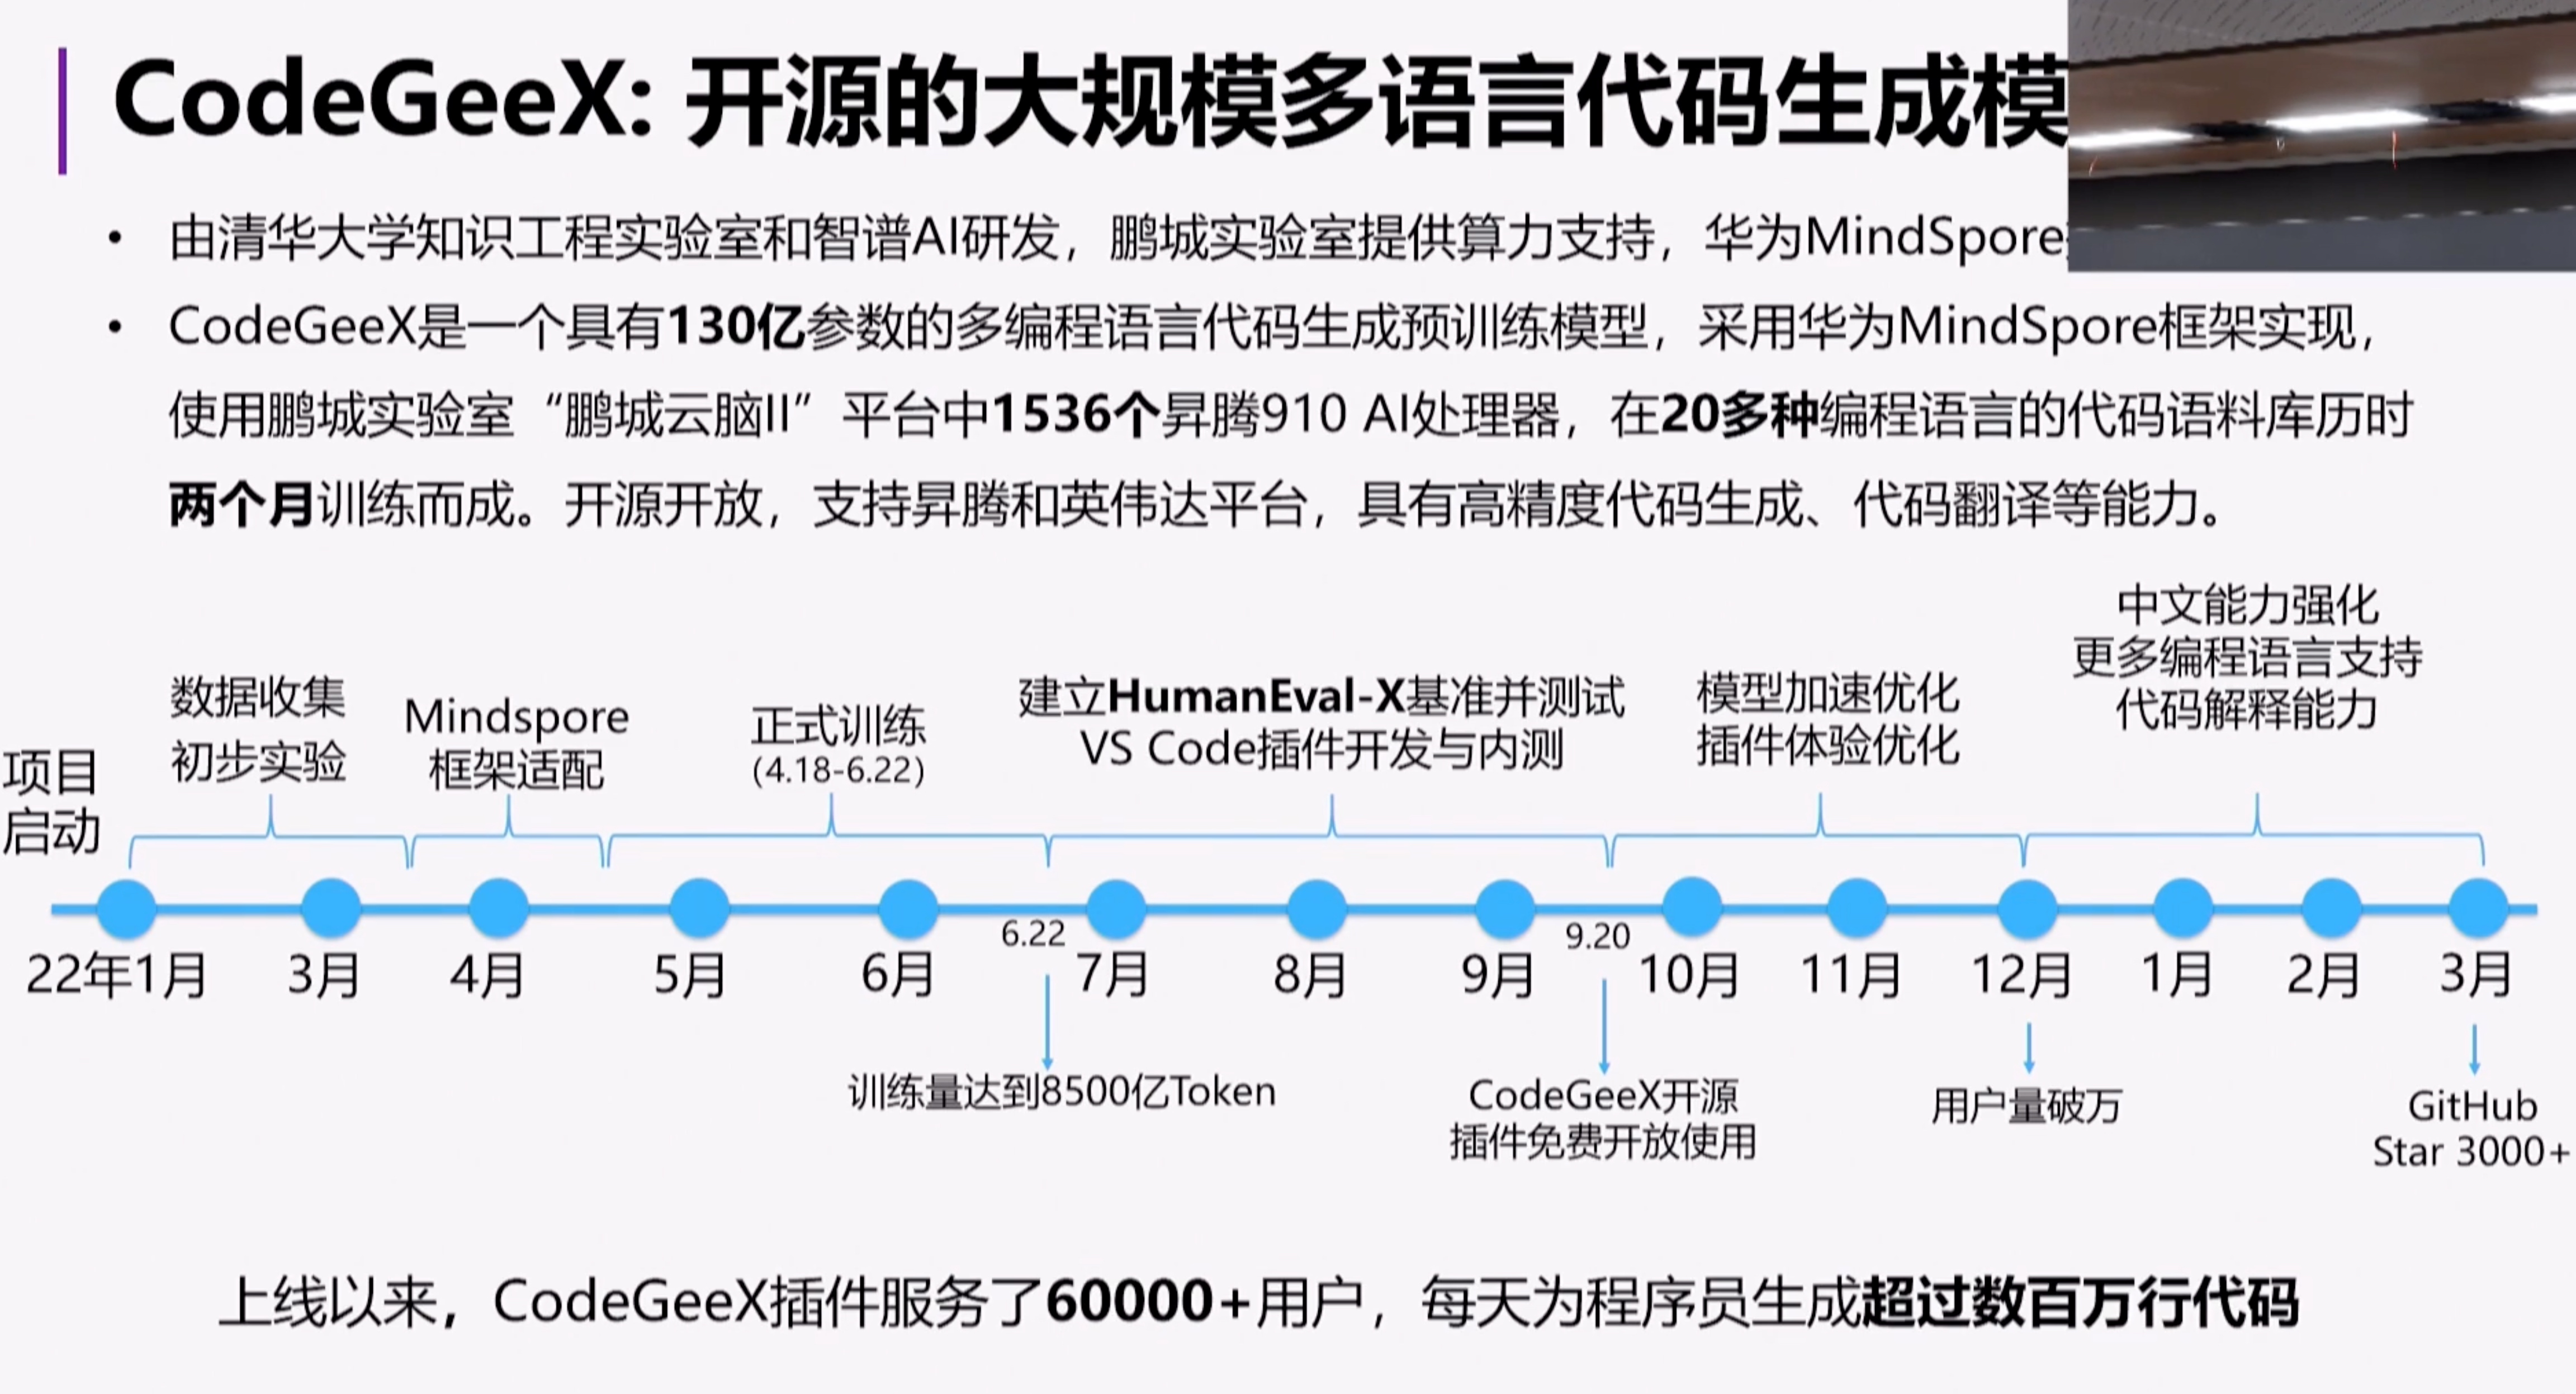 CodeGeeX: 开源的大规模多语言代码生成模
• 由清华大学知识工程实验室和智谱AI研发，鹏城实验室提供算力支持，华为MindSpore
• CodeGeeX是一个具有130亿参数的多编程语言代码生成预训练模型，采用华为MindSpore框架实现，
使用鹏城实验室“鹏城云脑II”平台中1536个昇腾910 AI处理器，在20多种编程语言的代码语料库历时
两个月训练而成。开源开放，支持昇腾和英伟达平台，具有高精度代码生成、代码翻译等能力。
项目
启动
数据收集
初步实验
Mindspore
框架适配
正式训练
(4.18-6.22)
建立HumanEval-X基准并测试
VS Code插件开发与内测
模型加速优化
插件体验优化
中文能力强化
更多编程语言支持
代码解释能力
22年1月 3月 4月 5月 6月 6.22 7月 8月 9月 9.20 10月 11月 12月 1月 2月 3月
训练量达到8500亿Token
CodeGeeX开源
插件免费开放使用
用户量破万
GitHub
Star 3000+
上线以来，CodeGeeX插件服务了60000+用户，每天为程序员生成超过数百万行代码